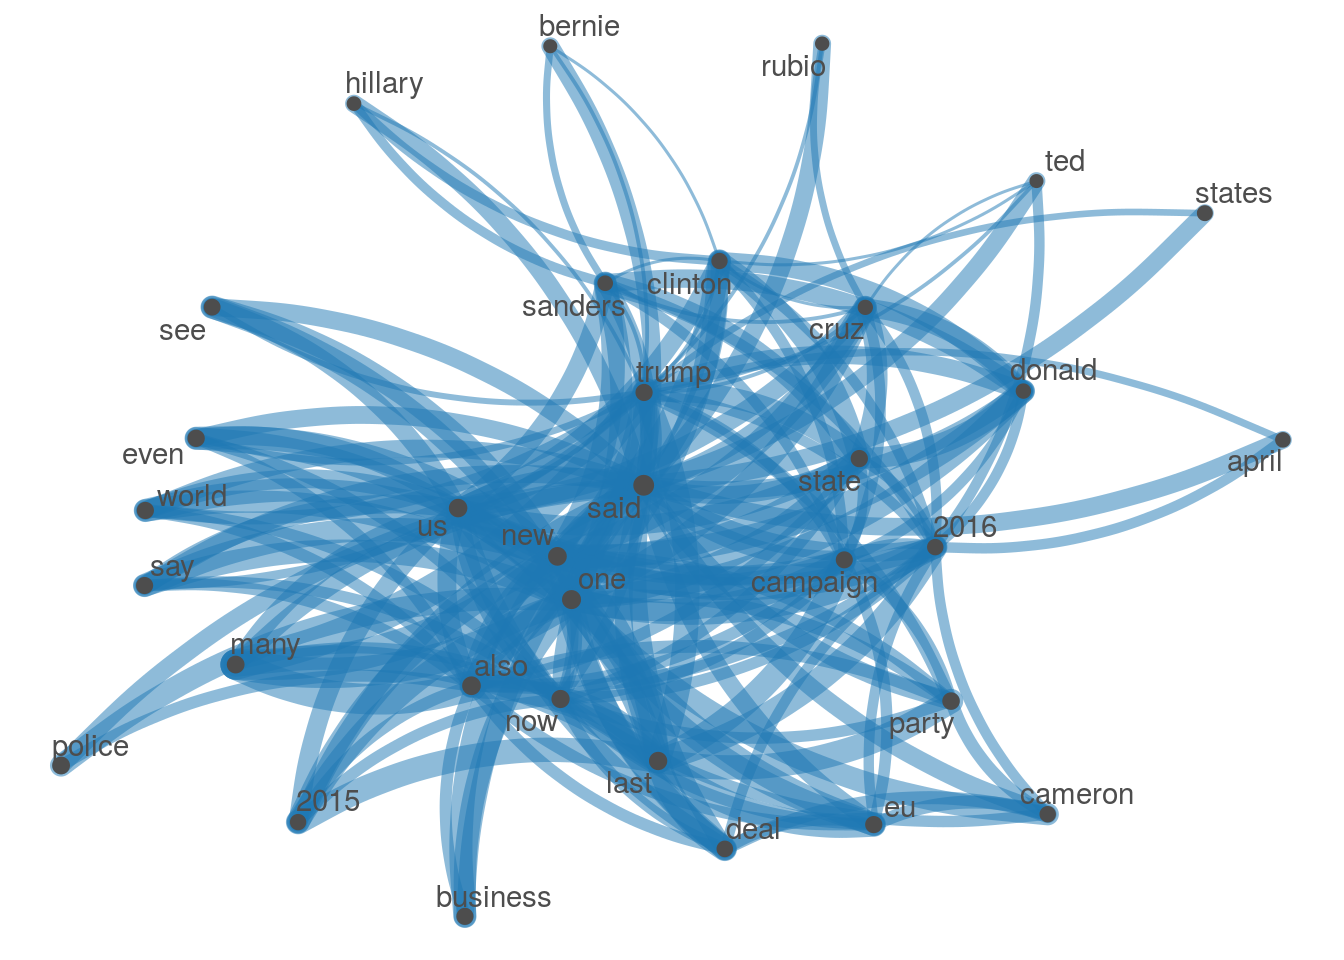 bernie
rubio
hillary
ted
states
clinton
sanders
see
cruz
trump
donald
even
april
world
state
us
said
new
2016
say
one
campaign
many
also
now
party
police
last
2015
cameron
eu
deal
business